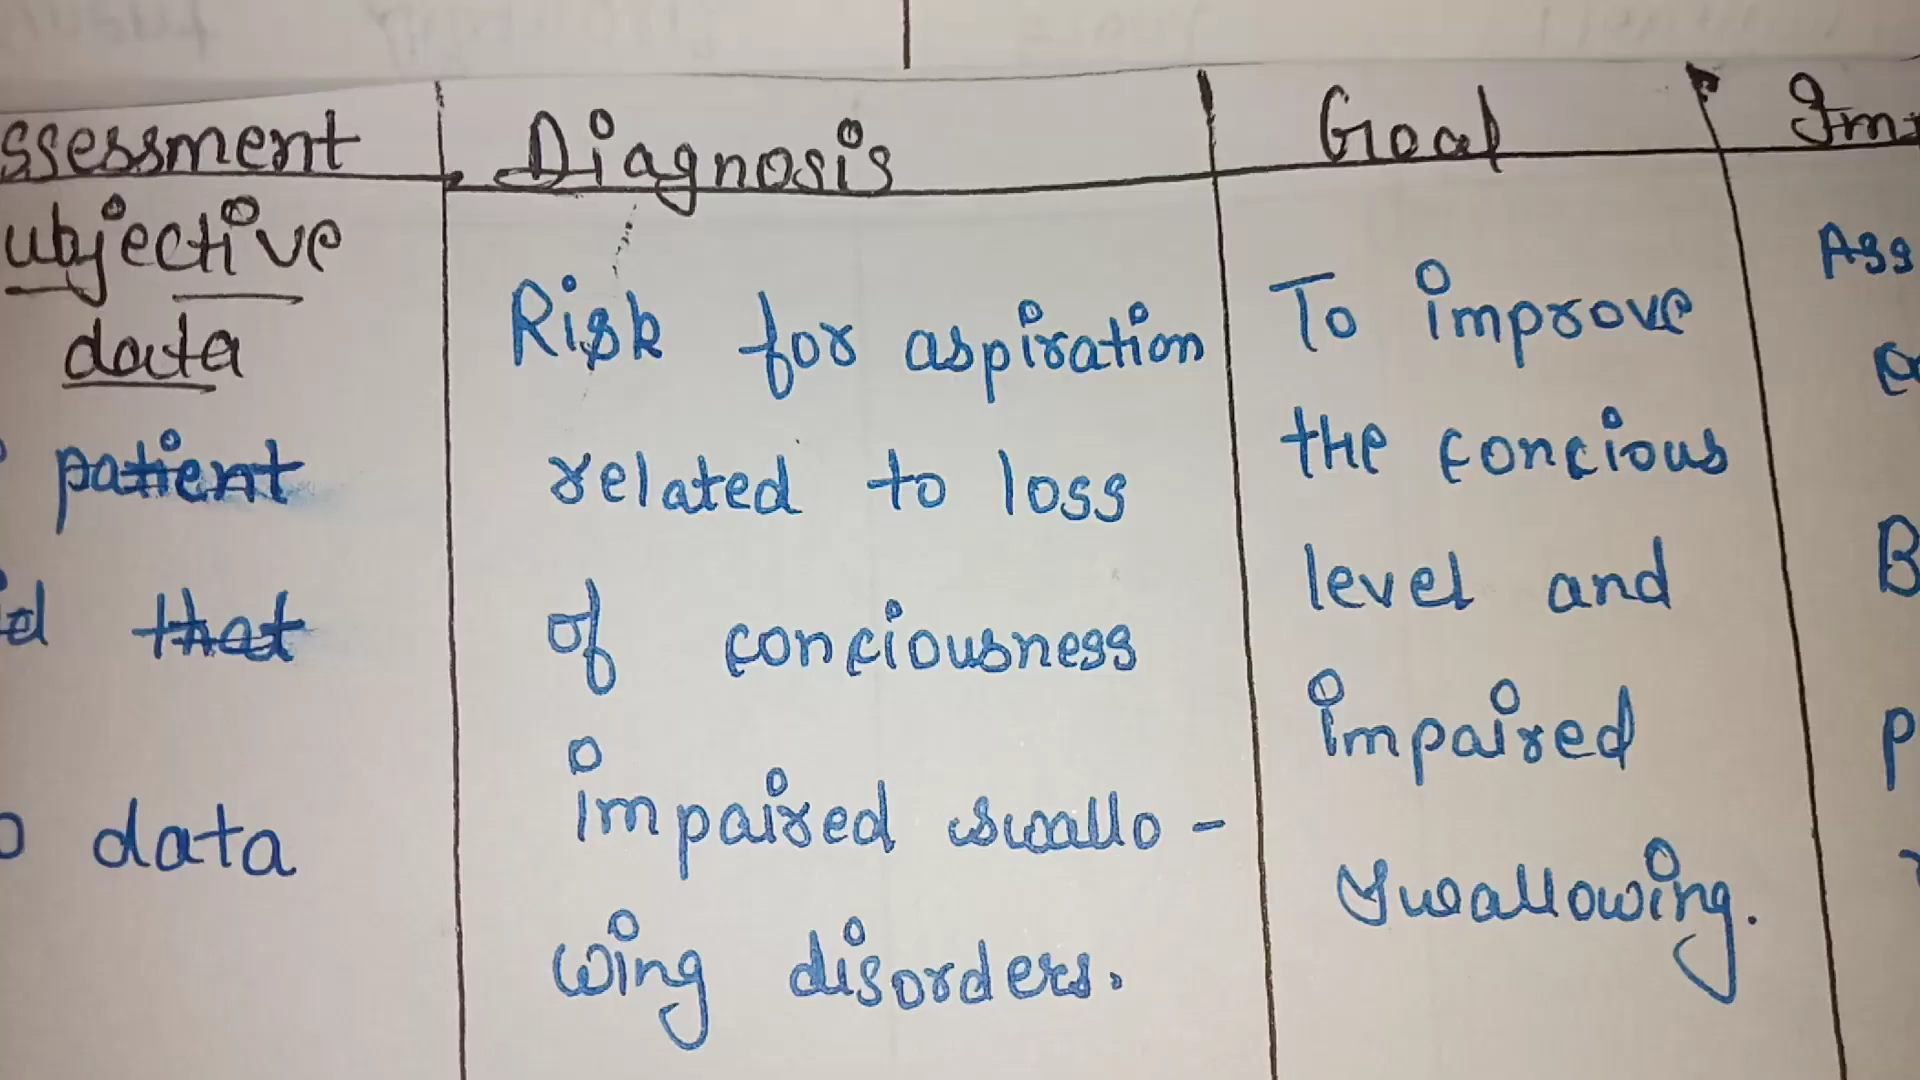 ssessment Diagnosis Goal Im
ubjective
data
patient
that
data
Risk for aspiration
related to loss
of conciousness
impaired swallo -
wing disorders.
To improve
the concious
level and
impaired
Swallowing.
Ass
B
P